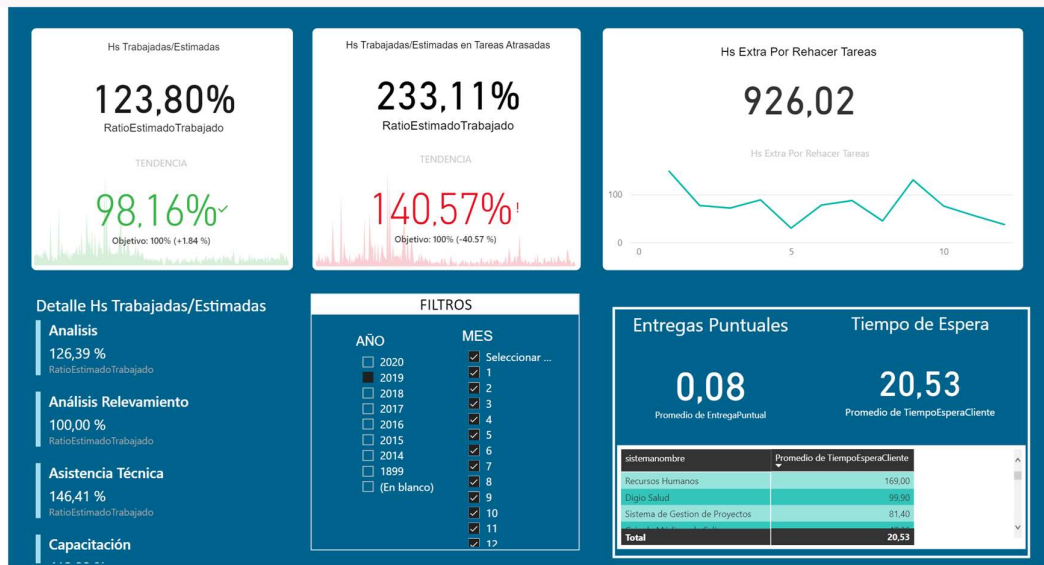 Hs Trabajadas/Estimadas
123,80%
RatioEstimadoTrabajado
TENDENCIA
98,16%
Objetivo: 100% (+1.84 %)
Hs Trabajadas/Estimadas en Tareas Atrasadas
233,11%
RatioEstimadoTrabajado
TENDENCIA
140,57%!
Objetivo: 100% (-40.57 %)
Hs Extra Por Rehacer Tareas
926,02
Hs Extra Por Rehacer Tareas
100
0
0 5 10
Detalle Hs Trabajadas/Estimadas
Analisis
126,39 %
RatioEstimadoTrabajado
Análisis Relevamiento
100,00 %
RatioEstimadoTrabajado
Asistencia Técnica
146,41 %
RatioEstimadoTrabajado
Capacitación
FILTROS
AÑO
2020
2019
2018
2017
2016
2015
2014
1899
(En blanco)
MES
Seleccionar ...
1
2
3
4
5
6
7
8
9
10
11
12
Entregas Puntuales
0,08
Promedio de EntregaPuntual
Tiempo de Espera
20,53
Promedio de TiempoEsperaCliente
sistemanombre Promedio de TiempoEsperaCliente
Recursos Humanos 169,00
Digio Salud 99,90
Sistema de Gestion de Proyectos 81,40
Total 20,53